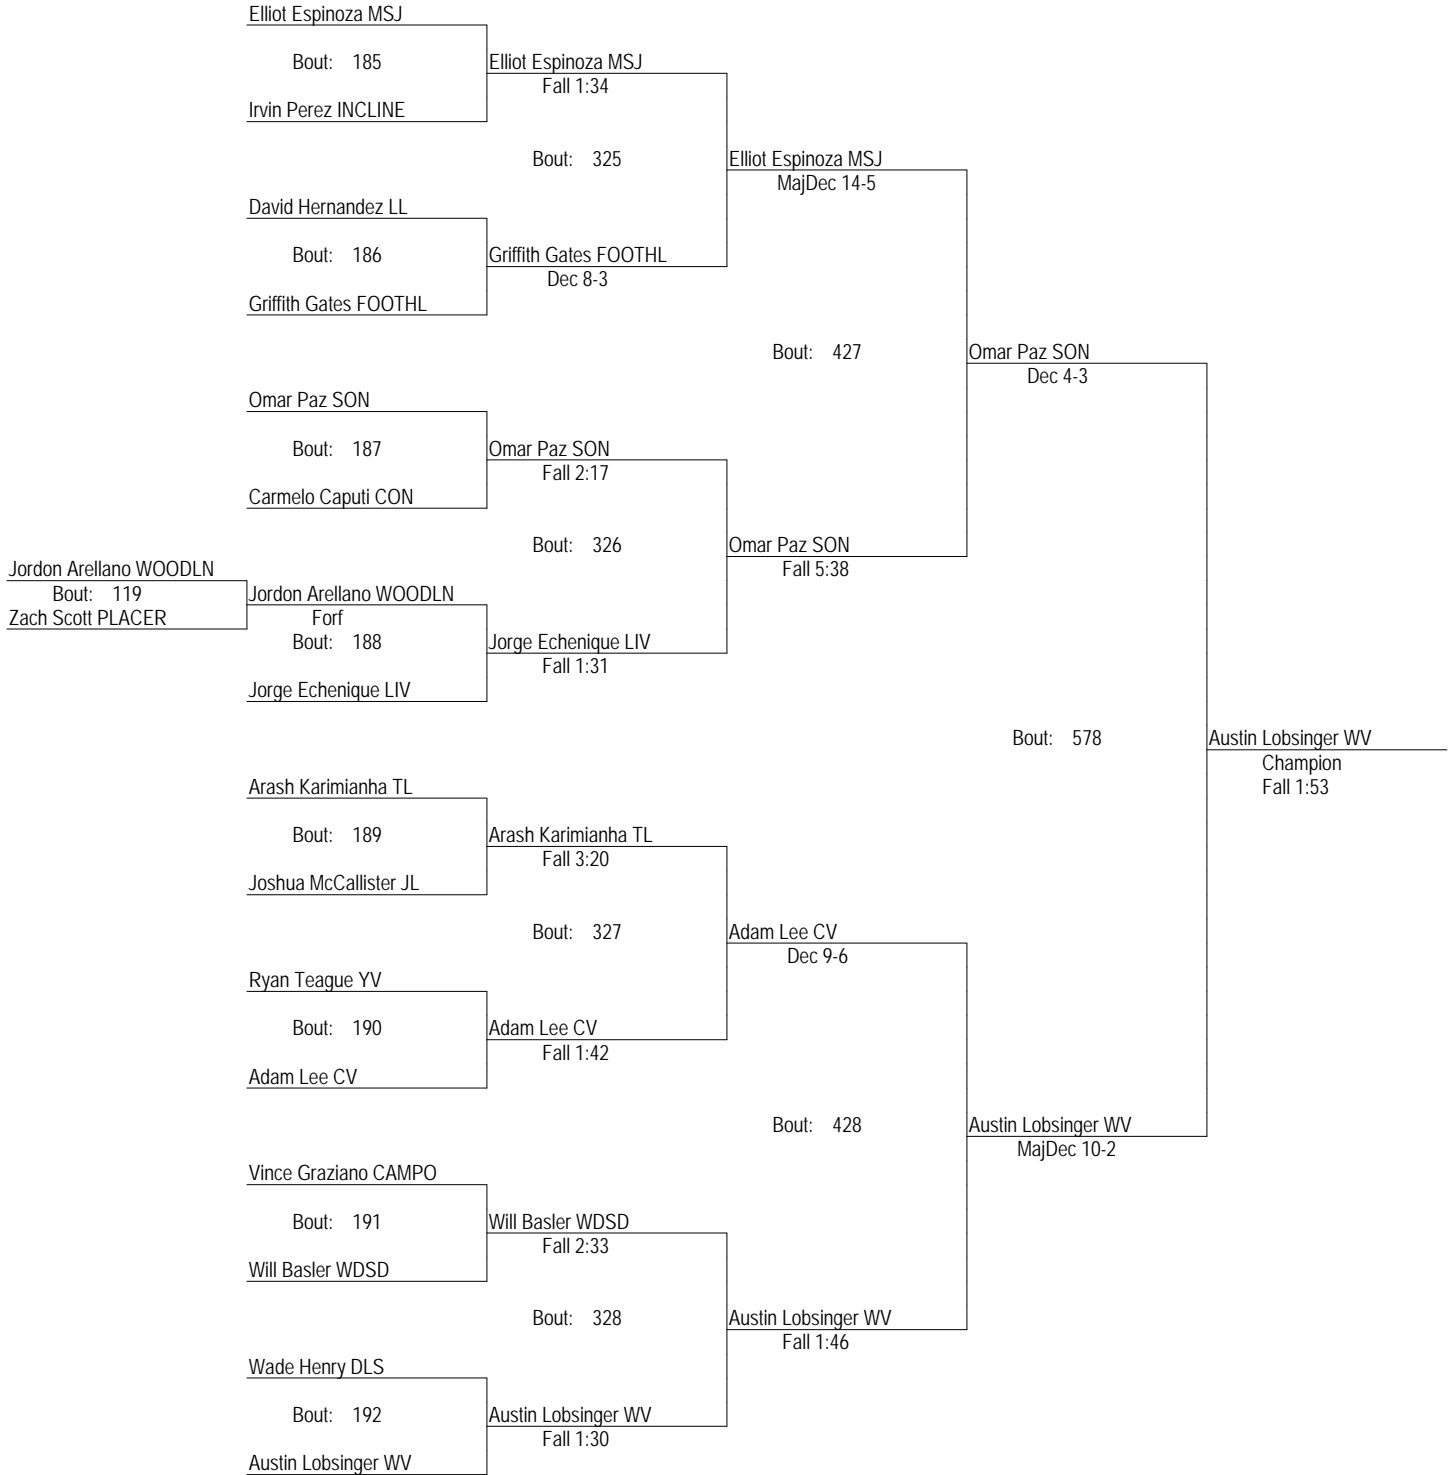 Elliot Espinoza MSJ
Bout: 185
Elliot Espinoza MSJ
Fall 1:34
Irvin Perez INCLINE
Bout: 325
Elliot Espinoza MSJ
MajDec 14-5
David Hernandez LL
Bout: 186
Griffith Gates FOOTHL
Dec 8-3
Griffith Gates FOOTHL
Bout: 427
Omar Paz SON
Dec 4-3
Omar Paz SON
Bout: 187
Omar Paz SON
Fall 2:17
Carmelo Caputi CON
Bout: 326
Omar Paz SON
Fall 5:38
Jordon Arellano WOODLN
Bout: 119
Zach Scott PLACER
Jordon Arellano WOODLN
Forf
Bout: 188
Jorge Echenique LIV
Fall 1:31
Jorge Echenique LIV
Bout: 578
Austin Lobsinger WV
Champion
Fall 1:53
Arash Karimianha TL
Bout: 189
Arash Karimianha TL
Fall 3:20
Joshua McCallister JL
Bout: 327
Adam Lee CV
Dec 9-6
Ryan Teague YV
Bout: 190
Adam Lee CV
Fall 1:42
Adam Lee CV
Bout: 428
Austin Lobsinger WV
MajDec 10-2
Vince Graziano CAMPO
Bout: 191
Will Basler WDSD
Fall 2:33
Will Basler WDSD
Bout: 328
Austin Lobsinger WV
Fall 1:46
Wade Henry DLS
Bout: 192
Austin Lobsinger WV
Fall 1:30
Austin Lobsinger WV